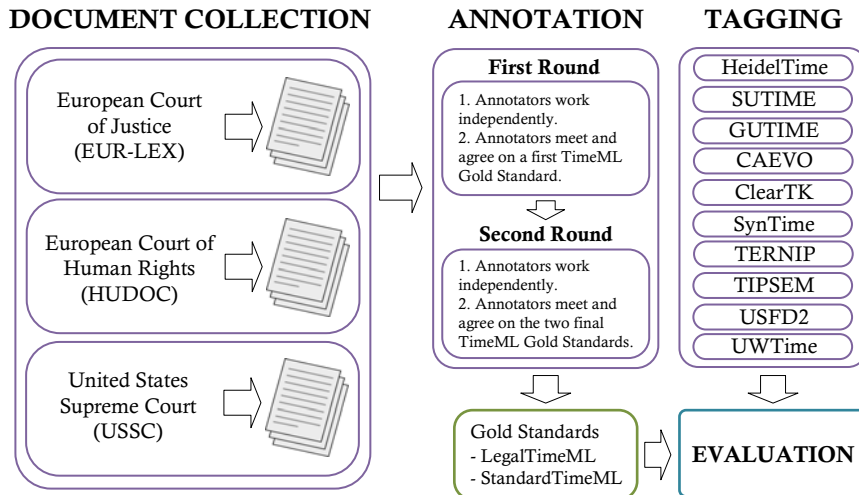 DOCUMENT COLLECTION
European Court
of Justice
(EUR-LEX)
European Court of
Human Rights
(HUDOC)
United States
Supreme Court
(USSC)
ANNOTATION
First Round
1. Annotators work
independently.
2. Annotators meet and
agree on a first TimeML
Gold Standard.
Second Round
1. Annotators work
independently.
2. Annotators meet and
agree on the two final
TimeML Gold Standards.
Gold Standards
- LegalTimeML
- StandardTimeML
TAGGING
HeidelTime
SUTIME
GUTIME
CAEVO
ClearTK
SynTime
TERNIP
TIPSEM
USFD2
UWTime
EVALUATION